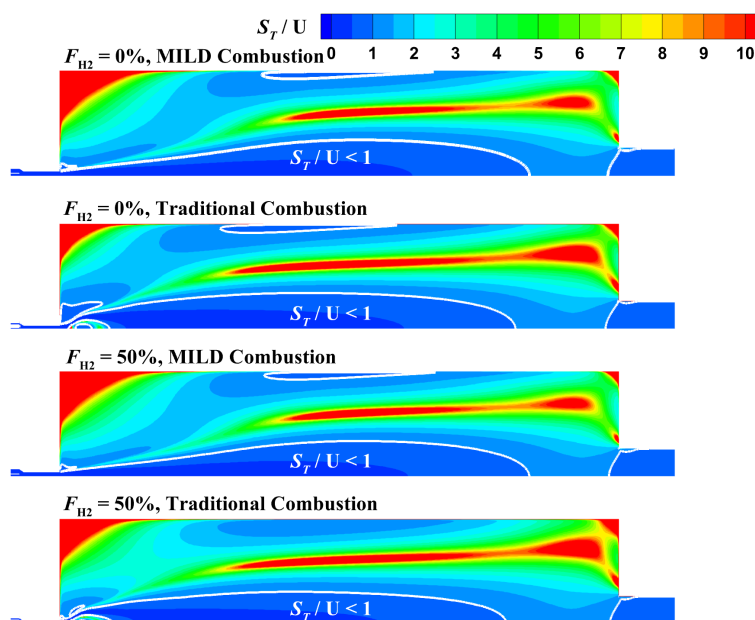 S_T / U
0 1 2 3 4 5 6 7 8 9 10
F_H2 = 0%, MILD Combustion
S_T / U < 1
F_H2 = 0%, Traditional Combustion
S_T / U < 1
F_H2 = 50%, MILD Combustion
S_T / U < 1
F_H2 = 50%, Traditional Combustion
S_T / U < 1